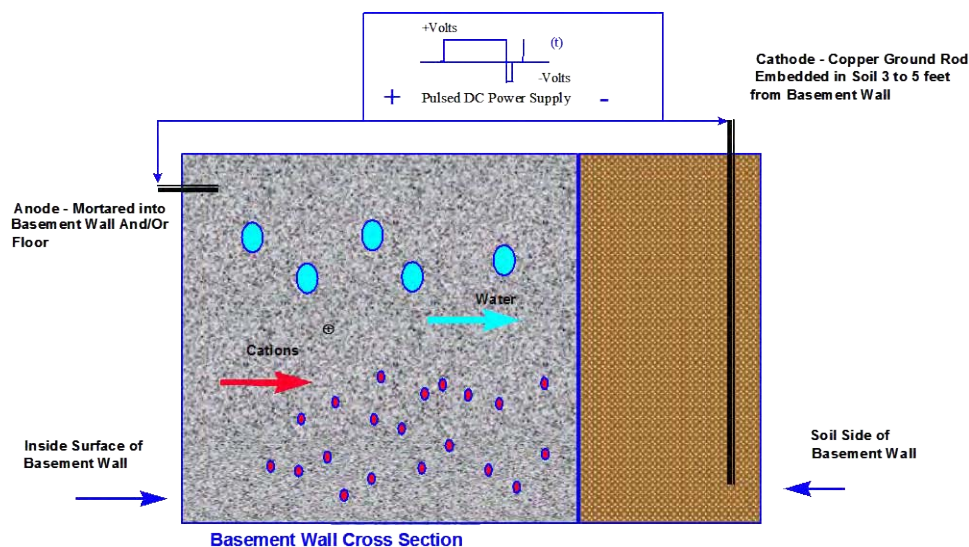 +Volts
(t)
-Volts
+ Pulsed DC Power Supply -
Cathode - Copper Ground Rod
Embedded in Soil 3 to 5 feet
from Basement Wall
Anode - Mortared into
Basement Wall And/Or
Floor
Water
⊕
Cations
Inside Surface of
Basement Wall
Soil Side of
Basement Wall
Basement Wall Cross Section